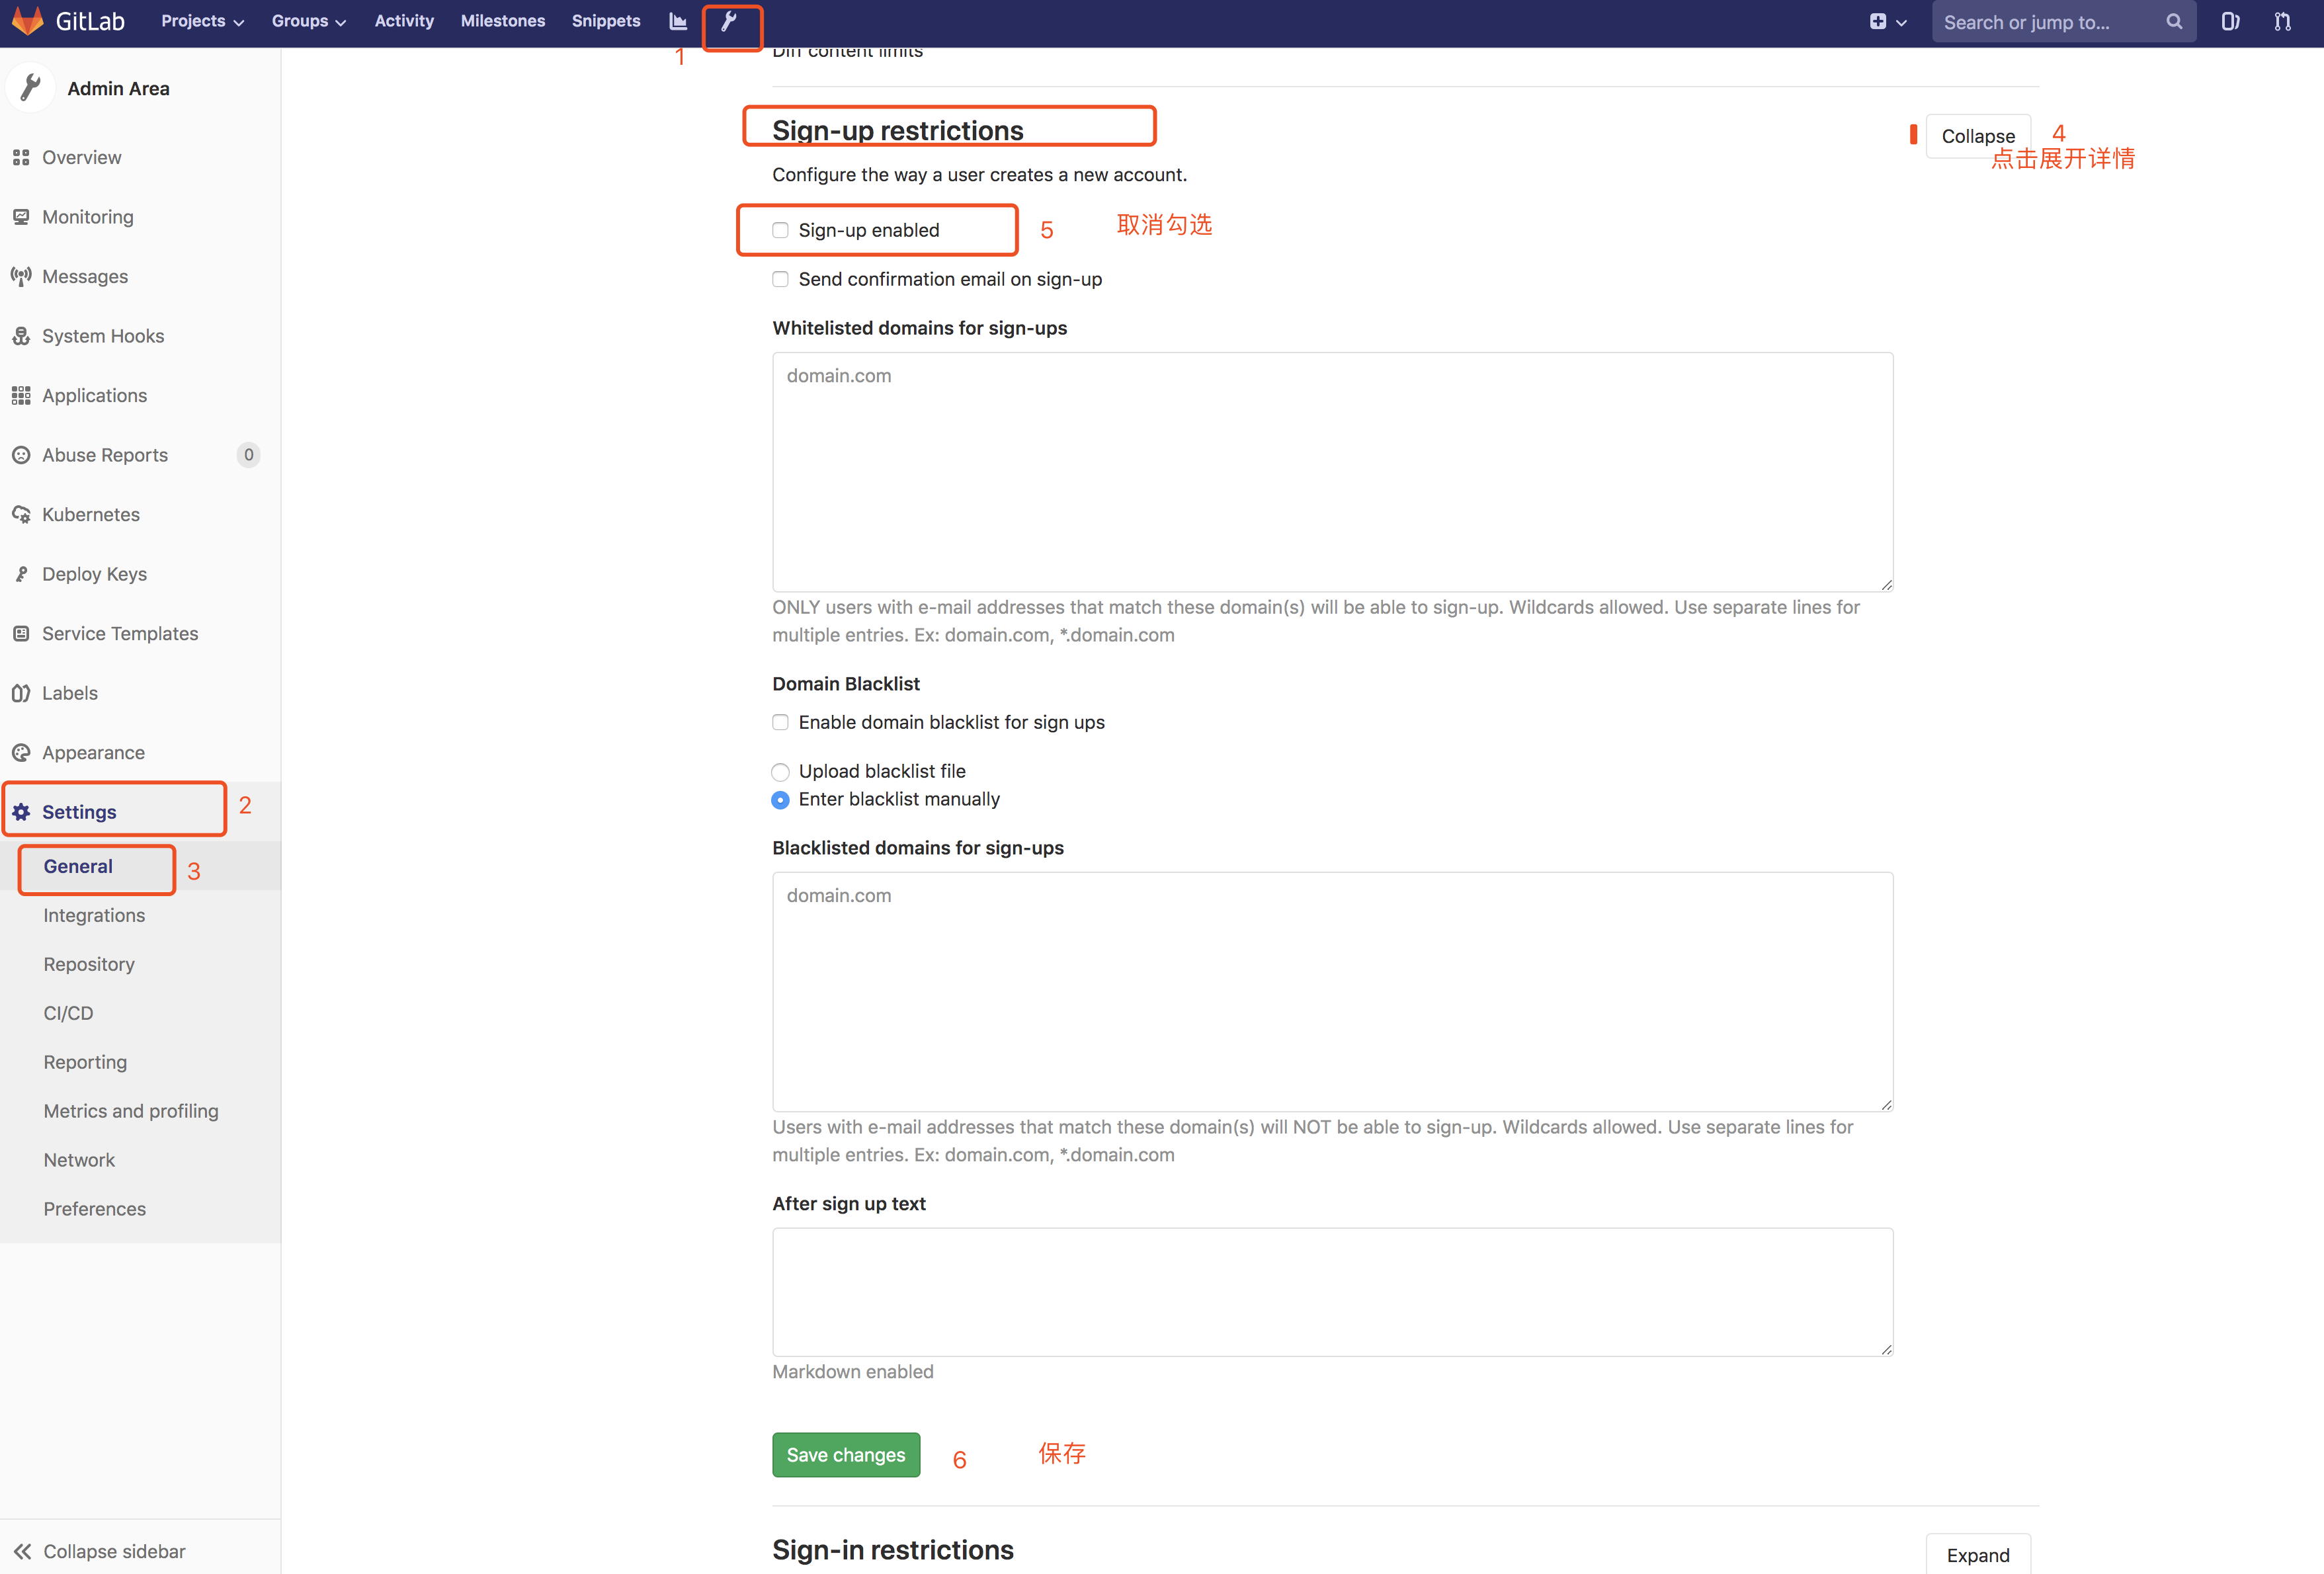 GitLab Projects Groups Activity Milestones Snippets Search or jump to...
1
Admin Area
Overview
Monitoring
Messages
System Hooks
Applications
Abuse Reports 0
Kubernetes
Deploy Keys
Service Templates
Labels
Appearance
Settings 2
General 3
Integrations
Repository
CI/CD
Reporting
Metrics and profiling
Network
Preferences
Collapse sidebar
Diff content limits
Sign-up restrictions
Collapse 4
点击展开详情
Configure the way a user creates a new account.
Sign-up enabled 5 取消勾选
Send confirmation email on sign-up
Whitelisted domains for sign-ups
domain.com
ONLY users with e-mail addresses that match these domain(s) will be able to sign-up. Wildcards allowed. Use separate lines for
multiple entries. Ex: domain.com, *.domain.com
Domain Blacklist
Enable domain blacklist for sign ups
Upload blacklist file
Enter blacklist manually
Blacklisted domains for sign-ups
domain.com
Users with e-mail addresses that match these domain(s) will NOT be able to sign-up. Wildcards allowed. Use separate lines for
multiple entries. Ex: domain.com, *.domain.com
After sign up text
Markdown enabled
Save changes 6 保存
Sign-in restrictions
Expand